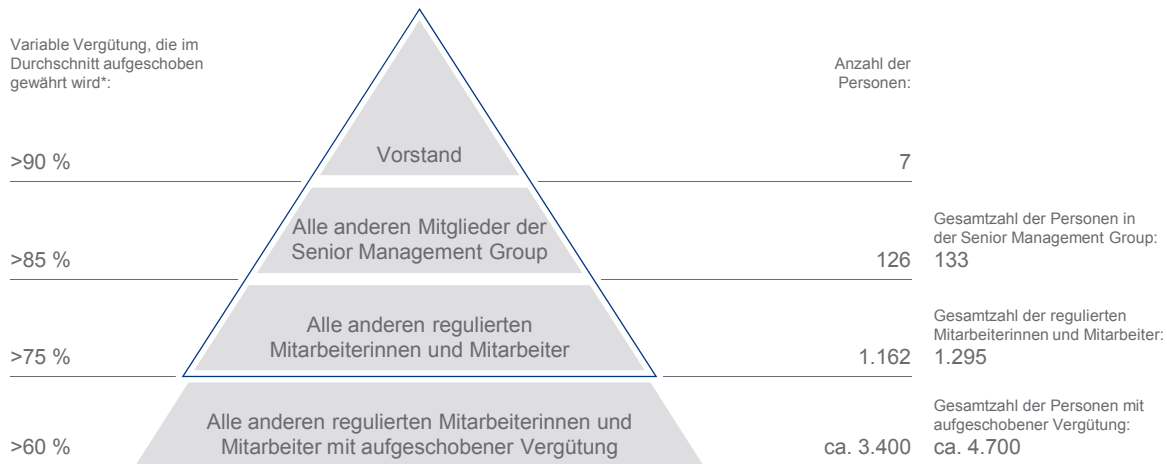 Variable Vergütung, die im
Durchschnitt aufgeschoben
gewährt wird*:
Anzahl der
Personen:
>90 %
Vorstand
7
>85 %
Alle anderen Mitglieder der
Senior Management Group
126
Gesamtzahl der Personen in
der Senior Management Group:
133
>75 %
Alle anderen regulierten
Mitarbeiterinnen und Mitarbeiter
1.162
Gesamtzahl der regulierten
Mitarbeiterinnen und Mitarbeiter:
1.295
>60 %
Alle anderen regulierten Mitarbeiterinnen und
Mitarbeiter mit aufgeschobener Vergütung
ca. 3.400
Gesamtzahl der Personen mit
aufgeschobener Vergütung:
ca. 4.700